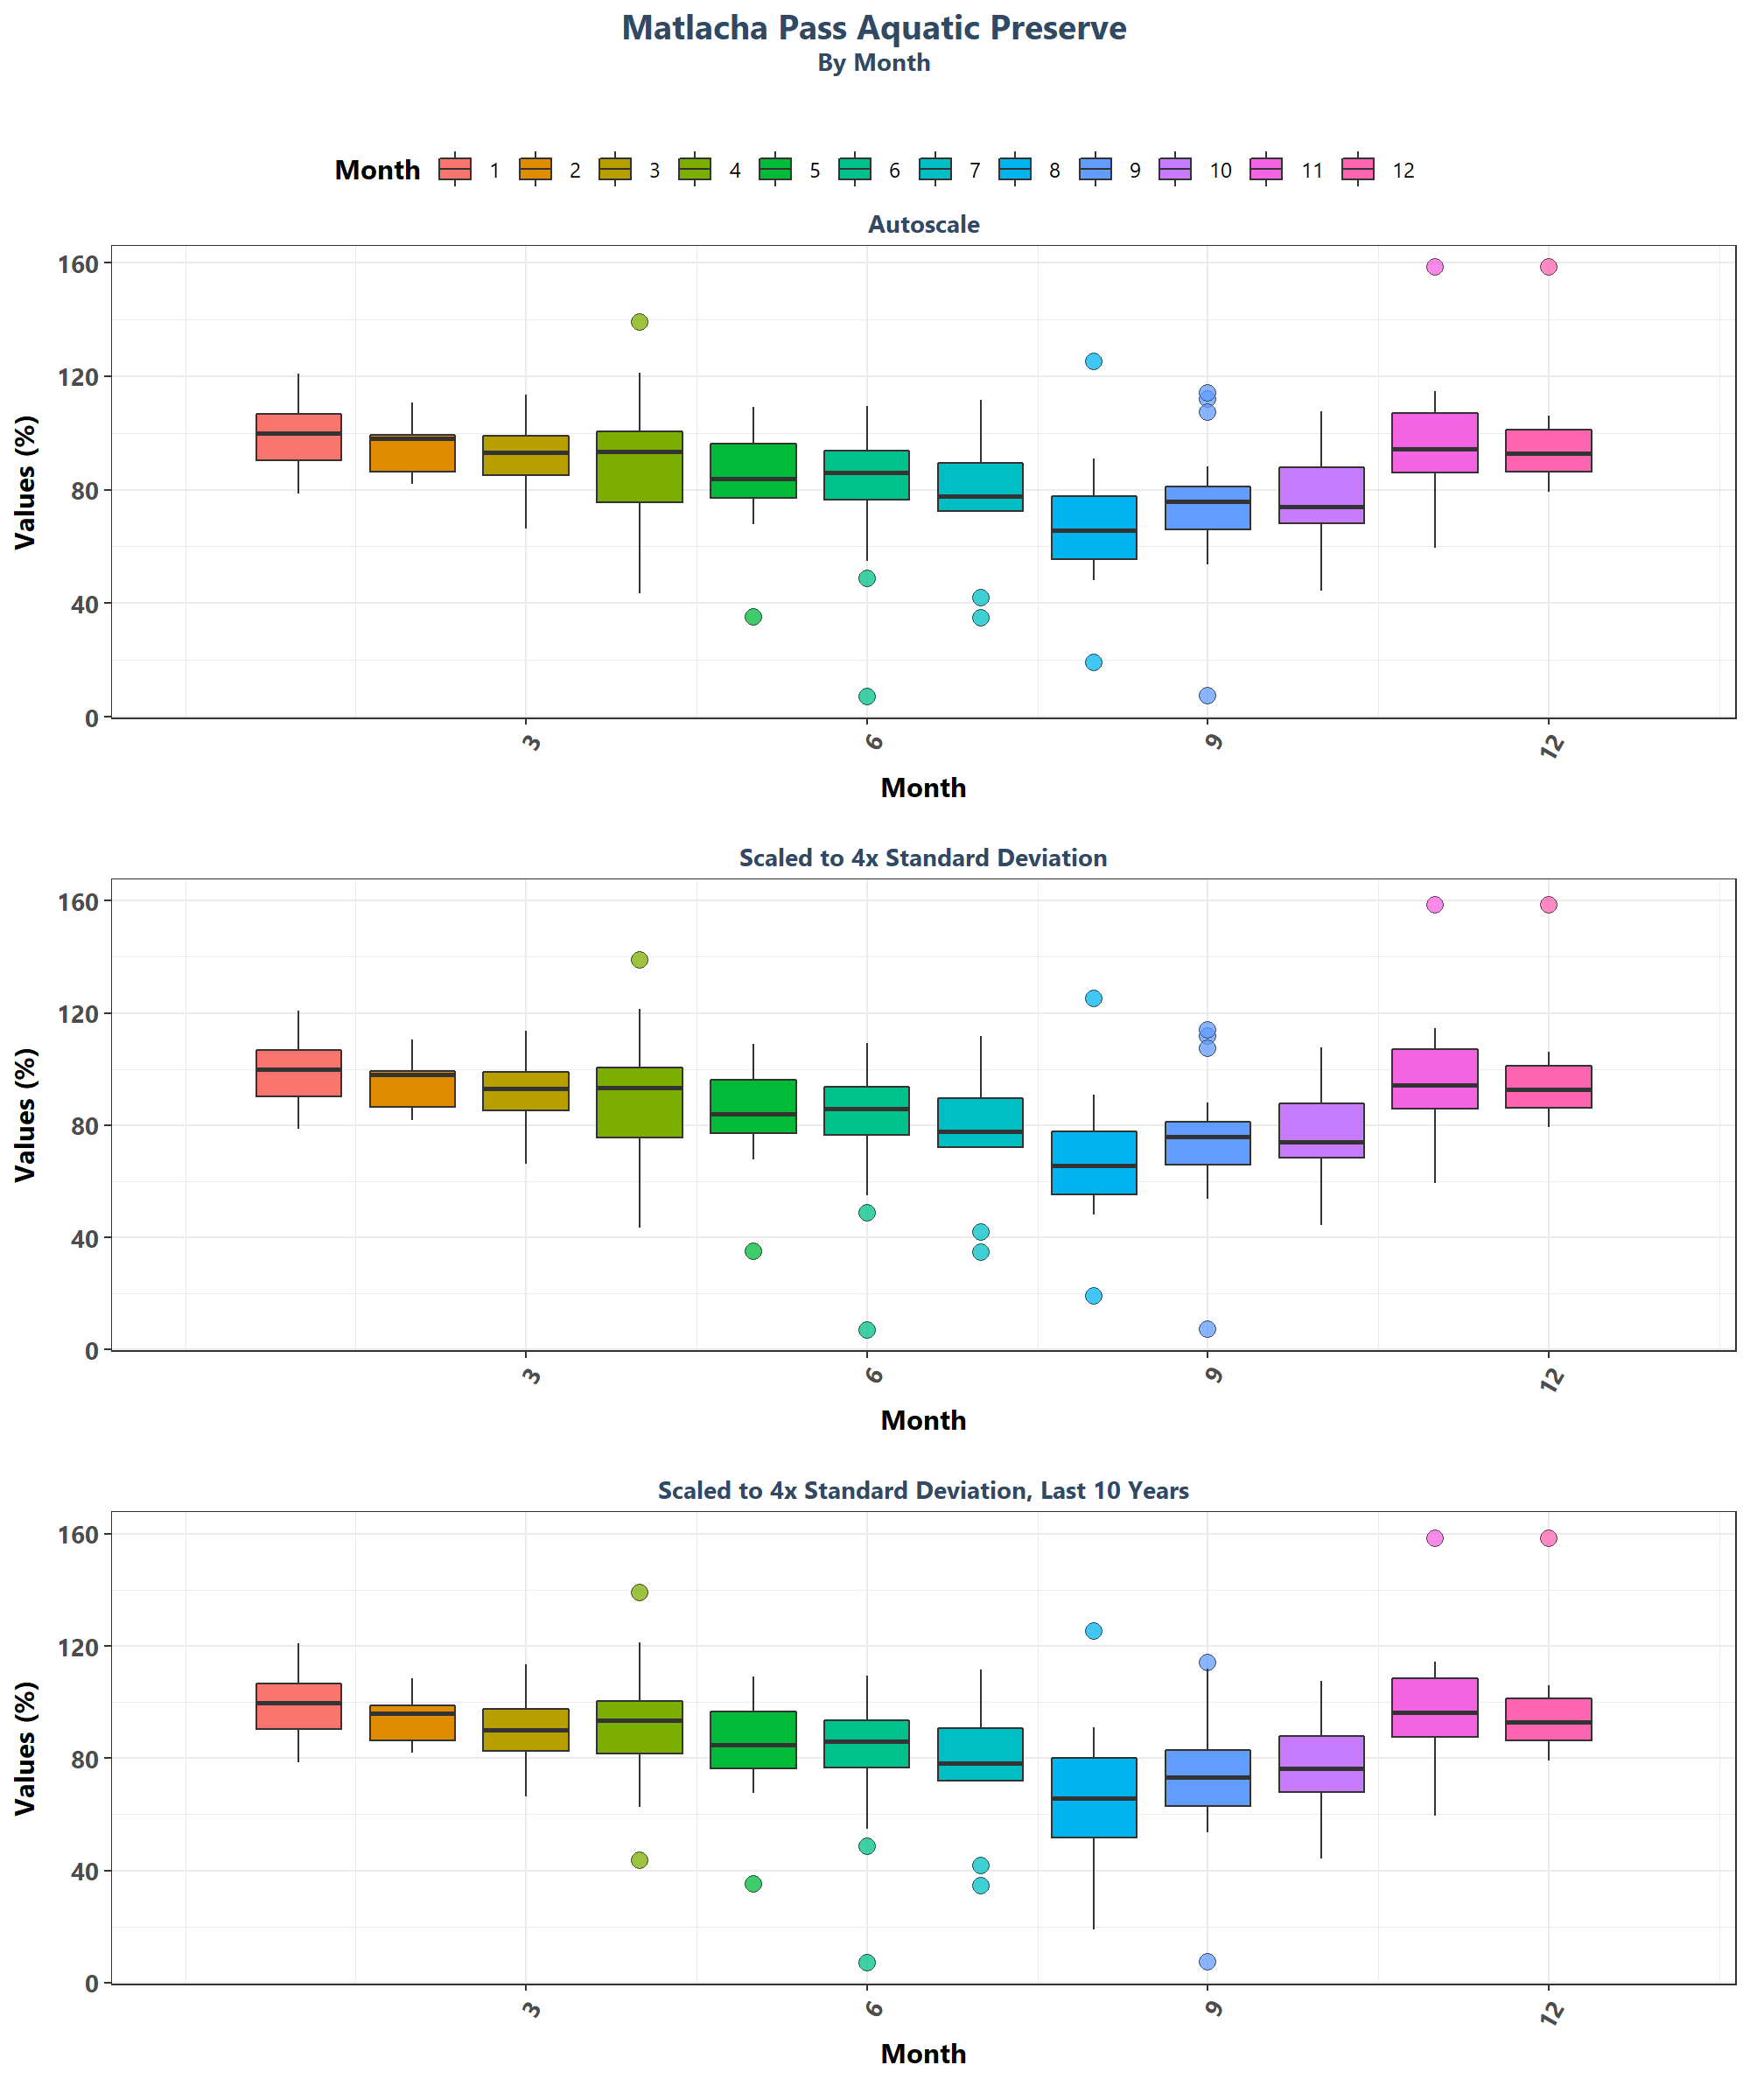 Matlacha Pass Aquatic Preserve
By Month
Month 1 2 3 4 5 6 7 8 9 10 11 12
Autoscale
Values (%)
160
120
80
40
0
3 6 9 12
Month
Scaled to 4x Standard Deviation
Values (%)
160
120
80
40
0
3 6 9 12
Month
Scaled to 4x Standard Deviation, Last 10 Years
Values (%)
160
120
80
40
0
3 6 9 12
Month